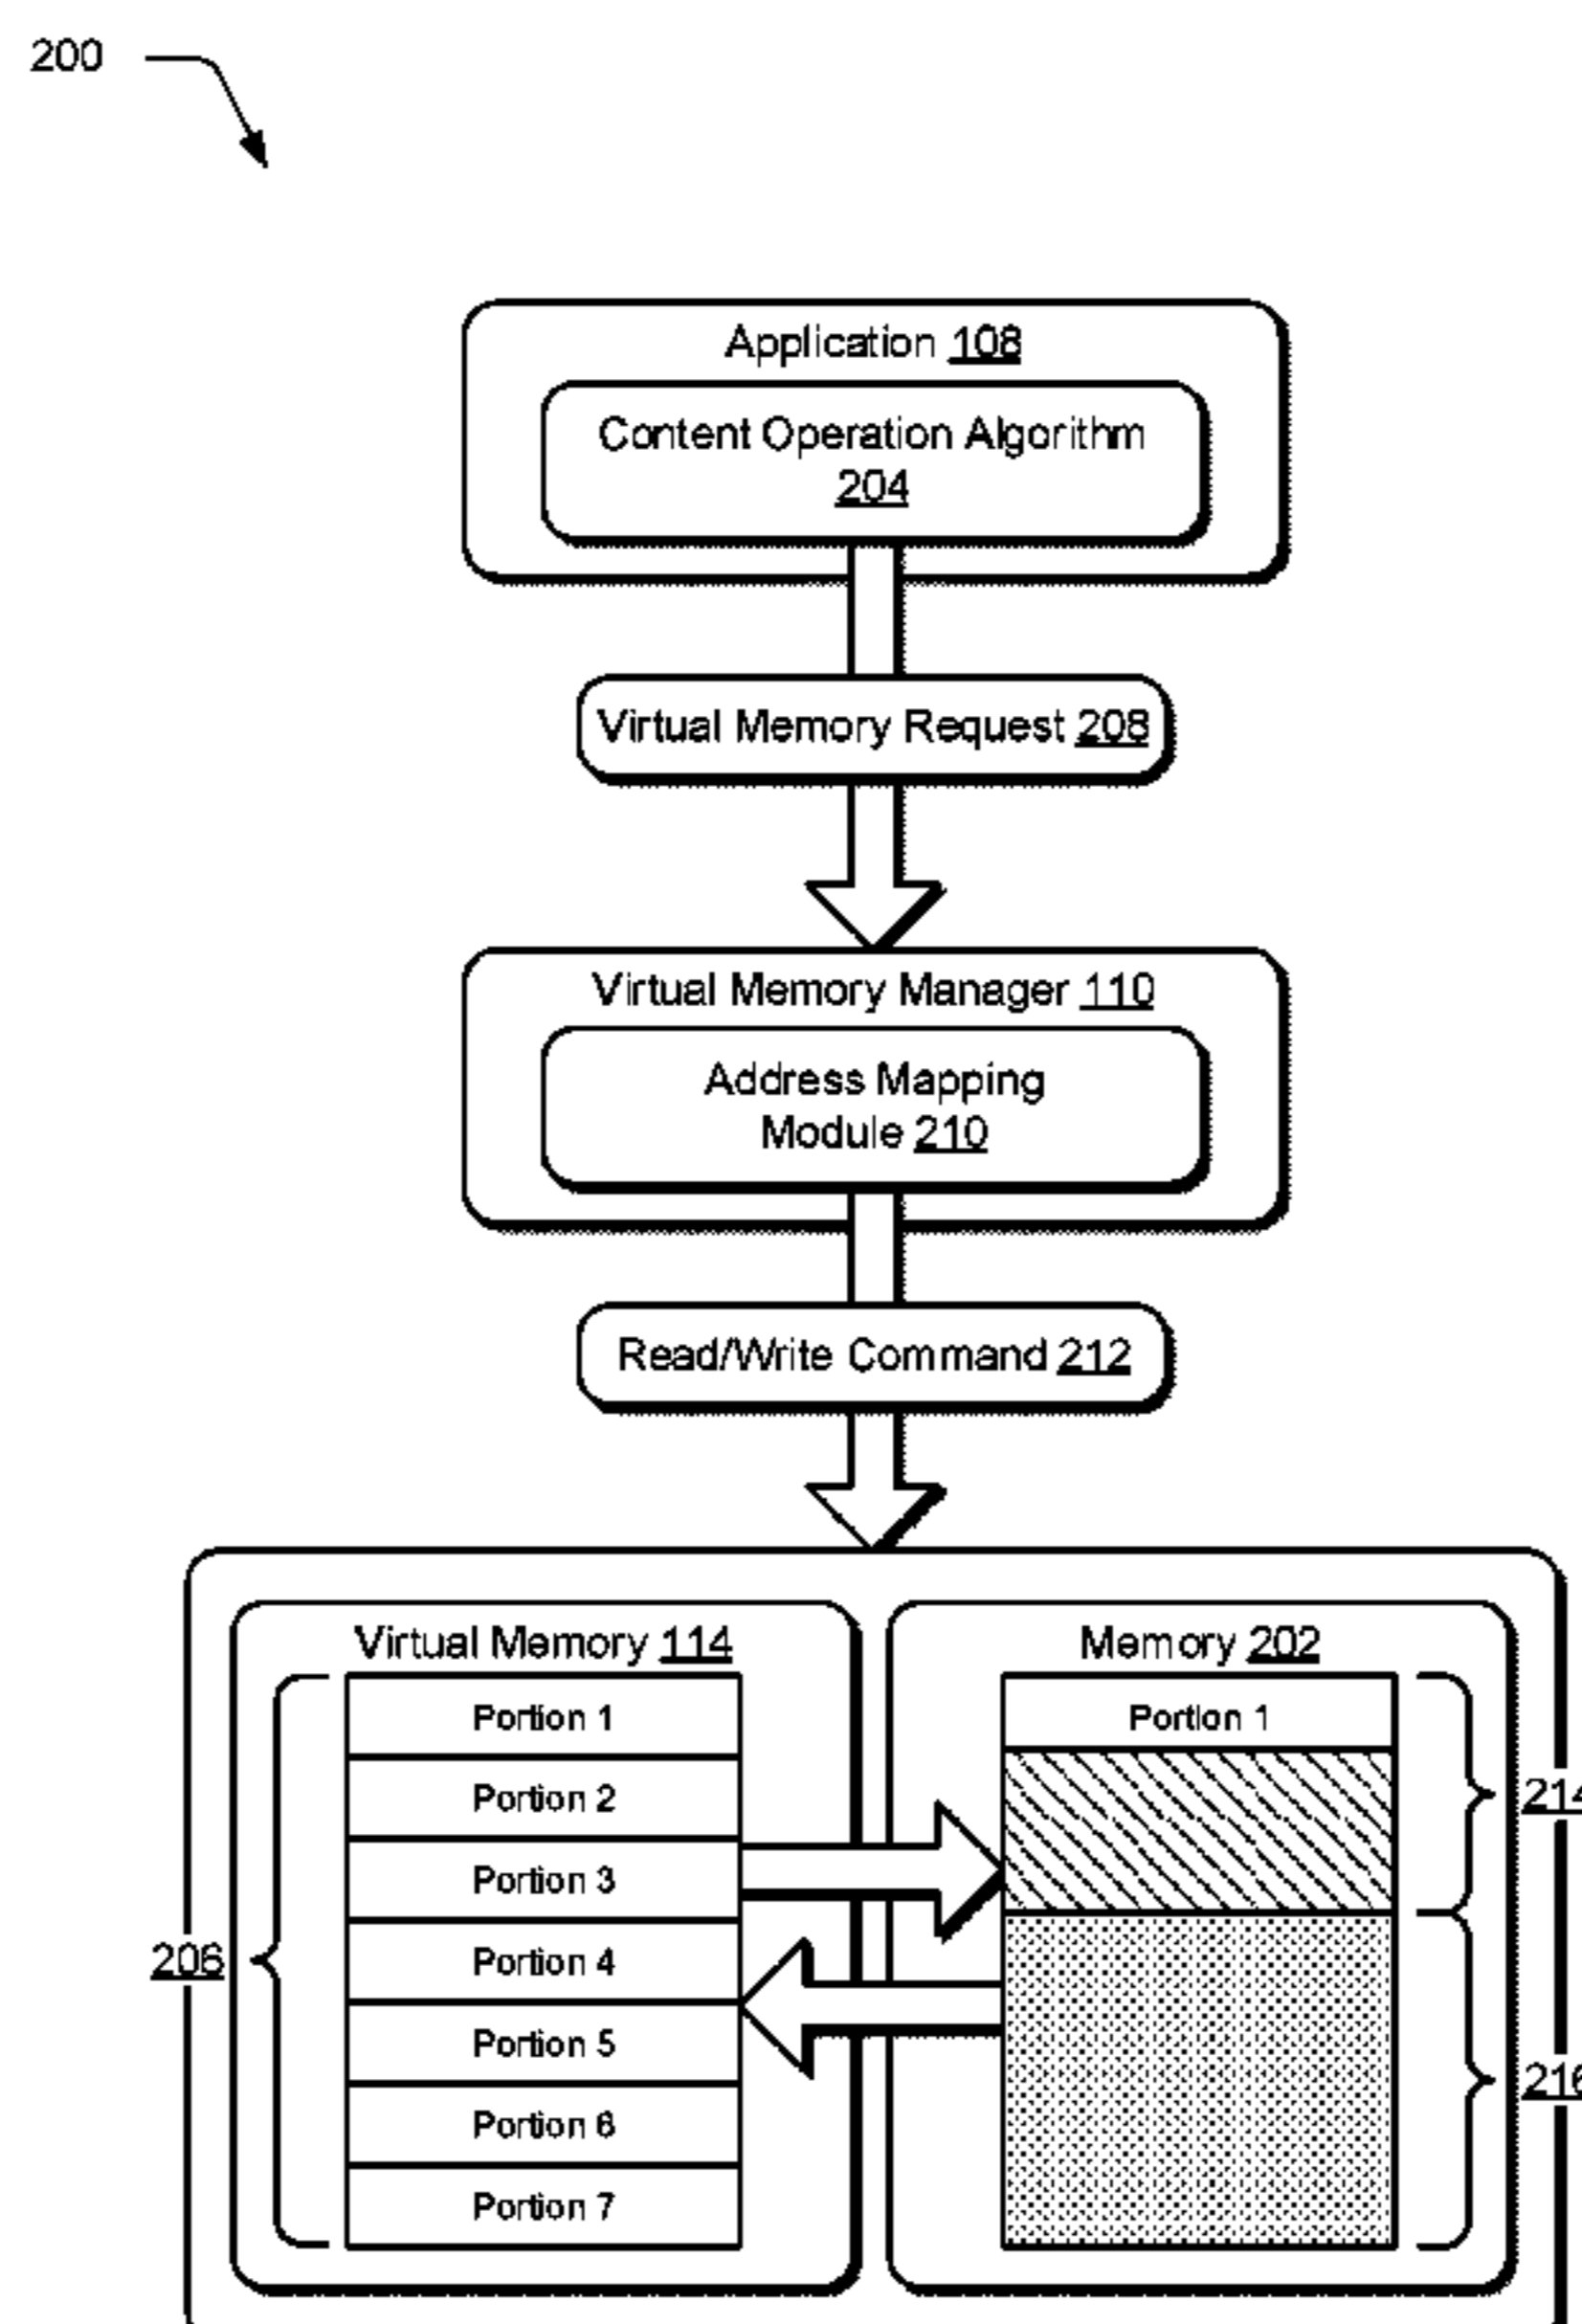 200
Application 108
Content Operation Algorithm
204
Virtual Memory Request 208
Virtual Memory Manager 110
Address Mapping
Module 210
Read/Write Command 212
Virtual Memory 114
Portion 1
Portion 2
Portion 3
Portion 4
Portion 5
Portion 6
Portion 7
206
Memory 202
Portion 1
214
216